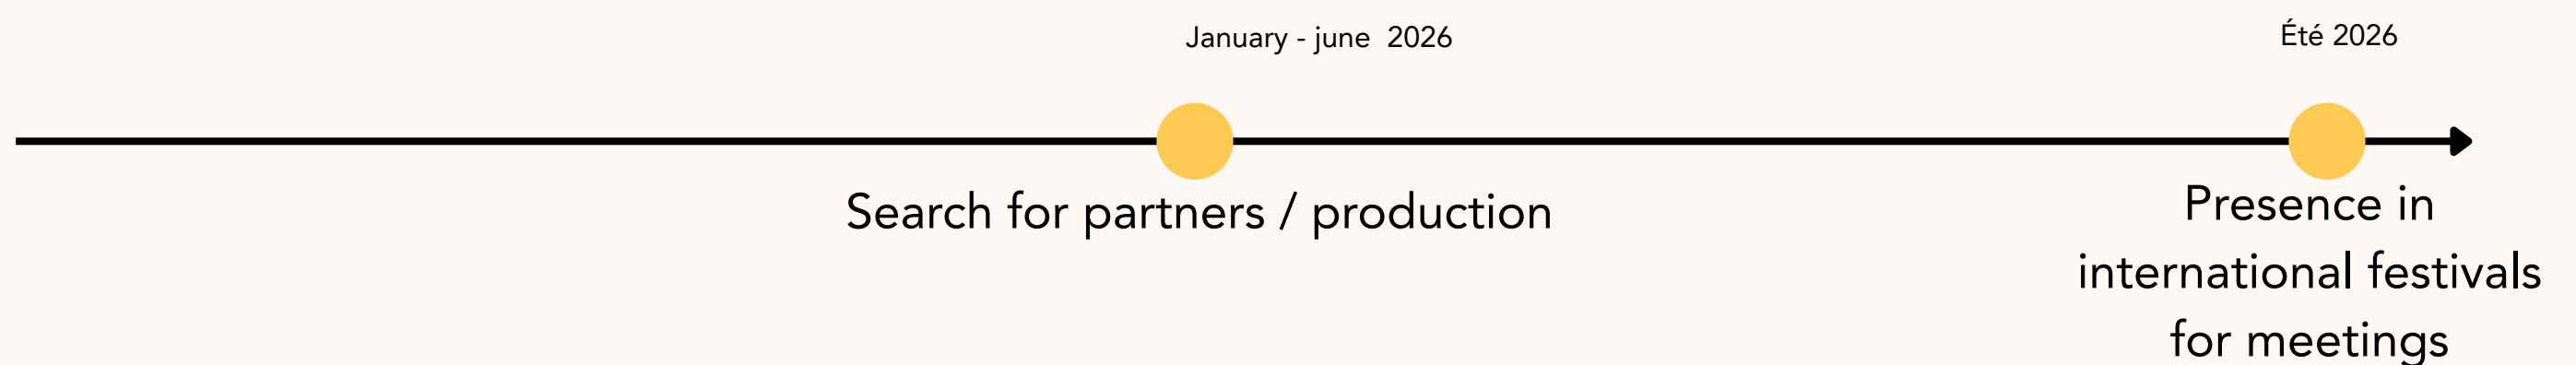 January - june  2026
Été 2026
Search for partners / production
Presence in
international festivals
for meetings